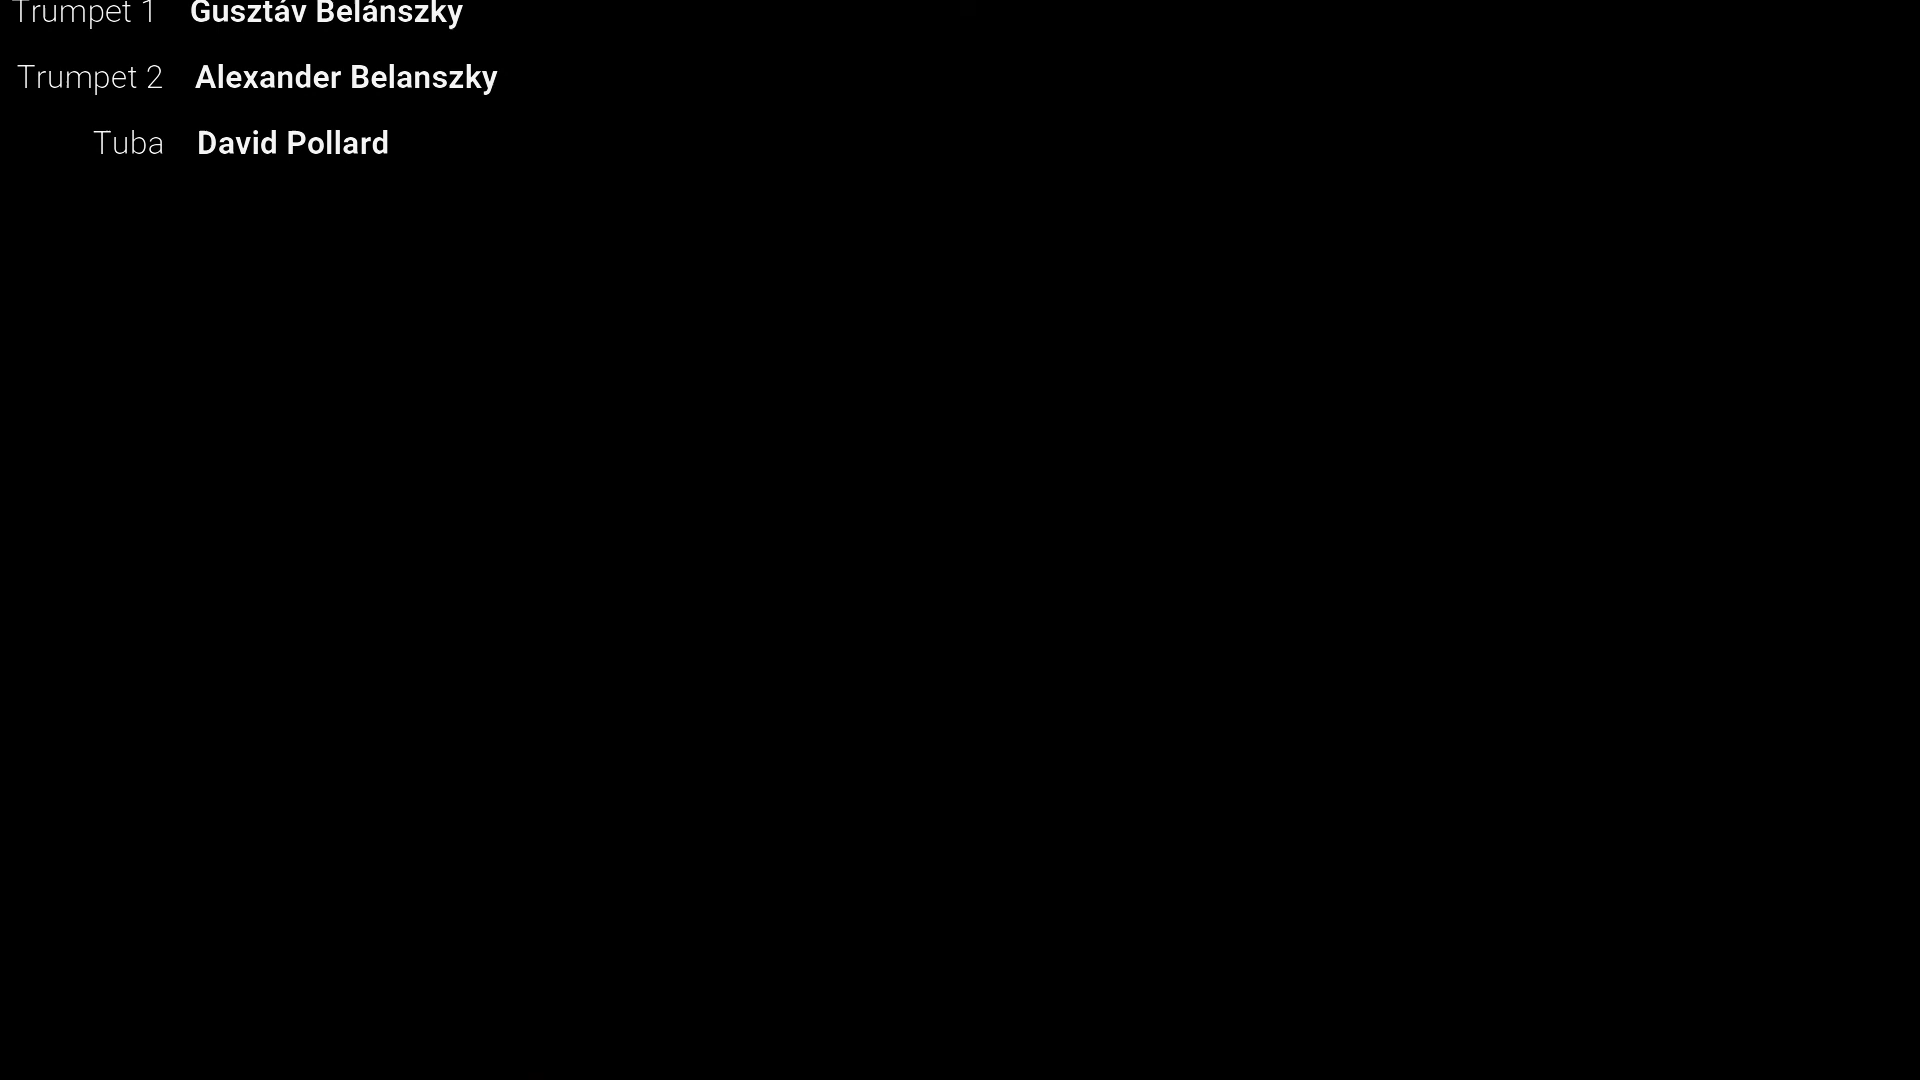 Trumpet 1 Gusztáv Belánszky
Trumpet 2 Alexander Belanszky
Tuba David Pollard